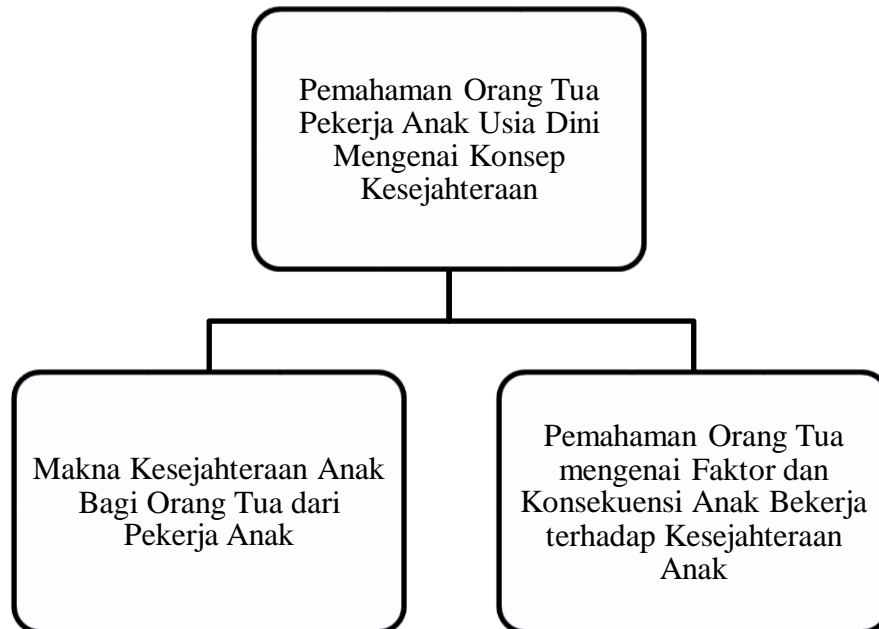 Pemahaman Orang Tua
Pekerja Anak Usia Dini
Mengenai Konsep
Kesejahteraan
Makna Kesejahteraan Anak
Bagi Orang Tua dari
Pekerja Anak
Pemahaman Orang Tua
mengenai Faktor dan
Konsekuensi Anak Bekerja
terhadap Kesejahteraan
Anak